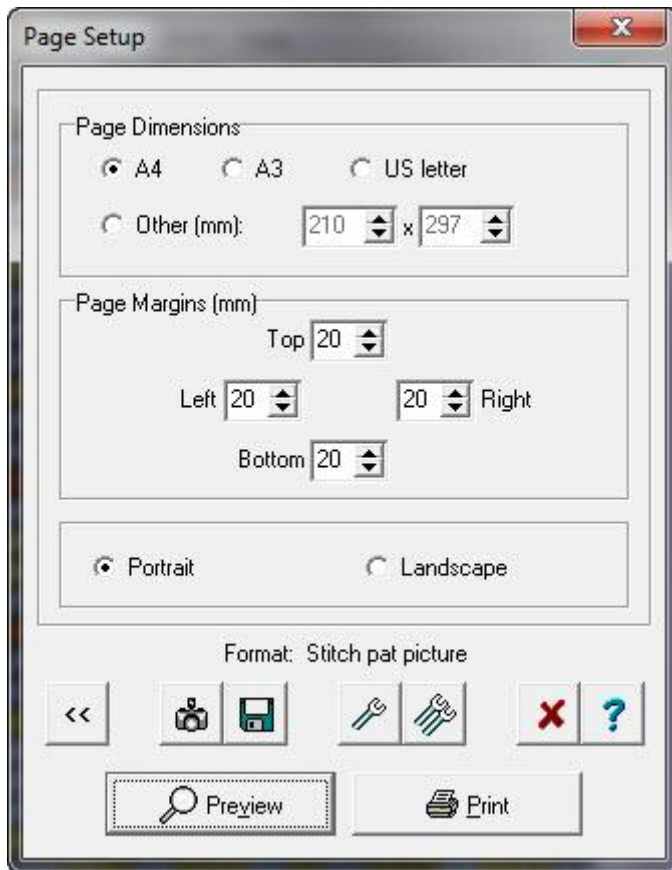 Page Setup
Page Dimensions
A4 A3 US letter
Other (mm): 210 x 297
Page Margins (mm)
Top 20
Left 20 20 Right
Bottom 20
Portrait Landscape
Format: Stitch pat picture
<< ?
Preview Print